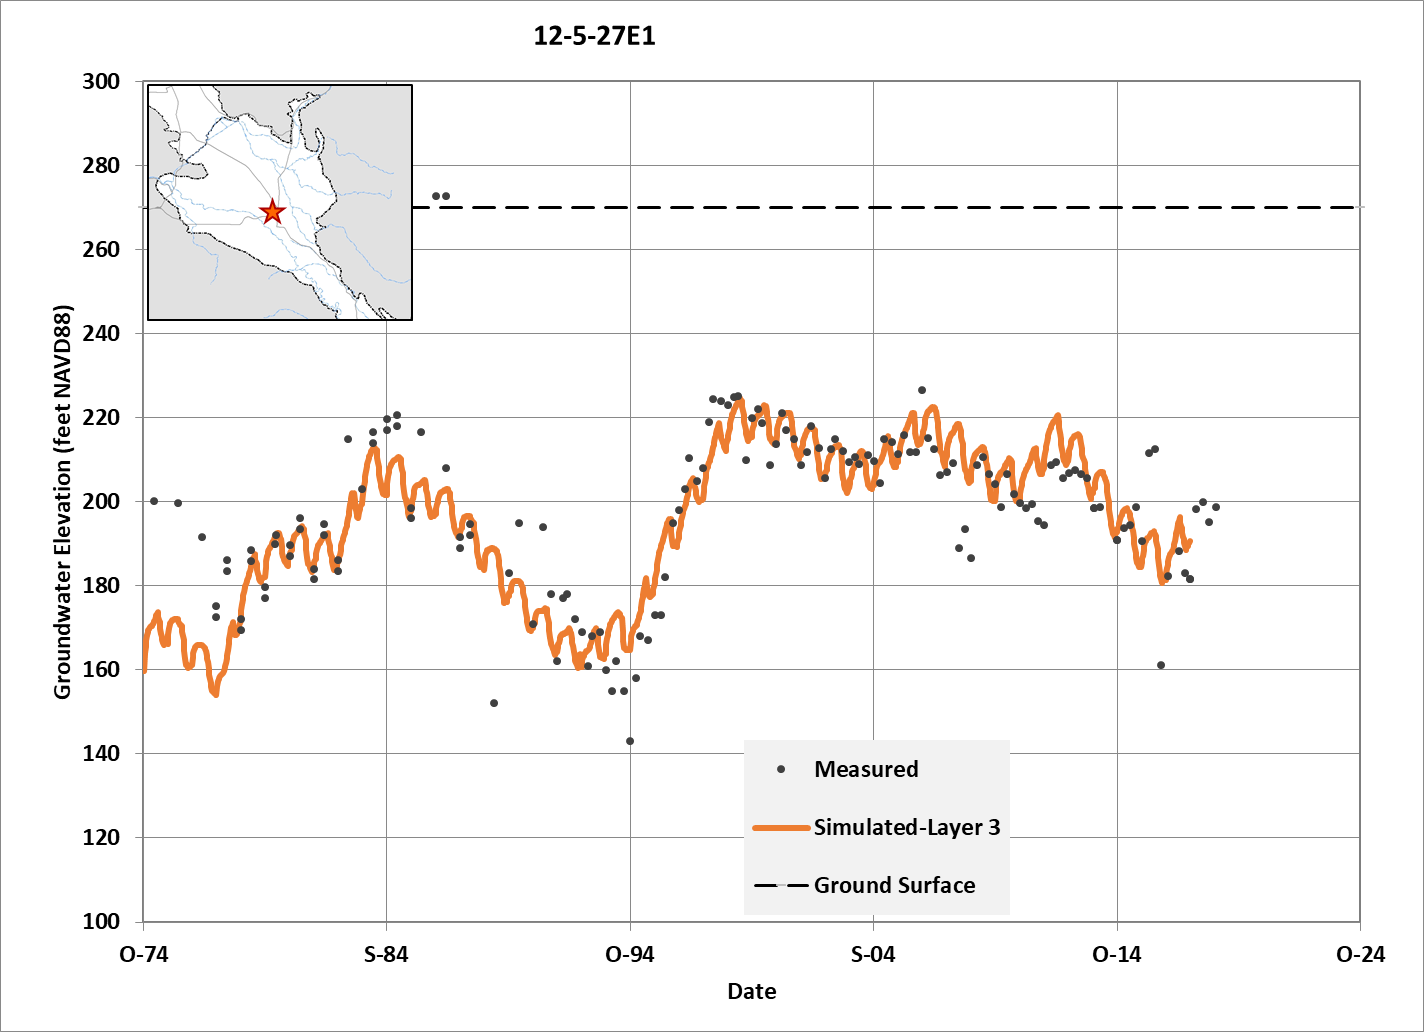 12-5-27E1
300
280
260
240
220
200
180
160
140
120
100
Groundwater Elevation (feet NAVD88)
Measured
Simulated-Layer 3
Ground Surface
O-74 S-84 O-94 S-04 O-14 O-24
Date